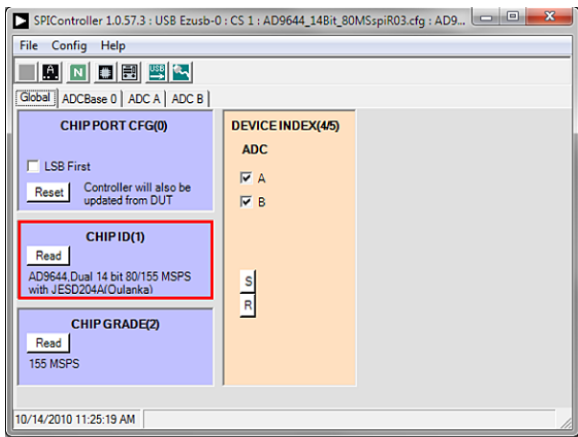 SPIController 1.0.57.3 : USB Ezusb-0 : CS 1 : AD9644_14Bit_80MSspiR03.cfg : AD9...
File Config Help
Global ADCBase 0 ADC A ADC B
CHIP PORT CFG(0)
LSB First
Reset
Controller will also be
updated from DUT
CHIP ID(1)
Read
AD9644,Dual 14 bit 80/155 MSPS
with JESD204A(Oulanka)
CHIP GRADE(2)
Read
155 MSPS
DEVICE INDEX(4/5)
ADC
A
B
S
R
10/14/2010 11:25:19 AM